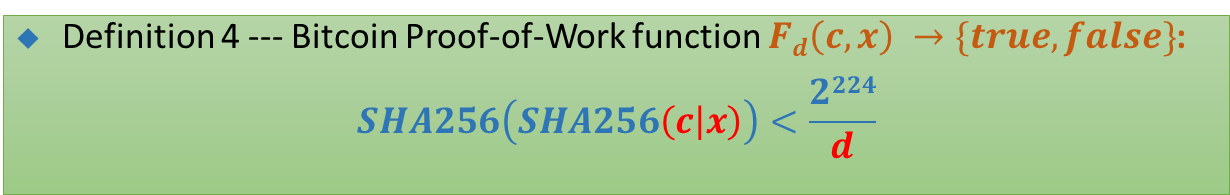 ◆ Definition 4 --- Bitcoin Proof-of-Work function F_d(c, x) → {true, false}:
SHA256(SHA256(c|x)) < 2^224 / d